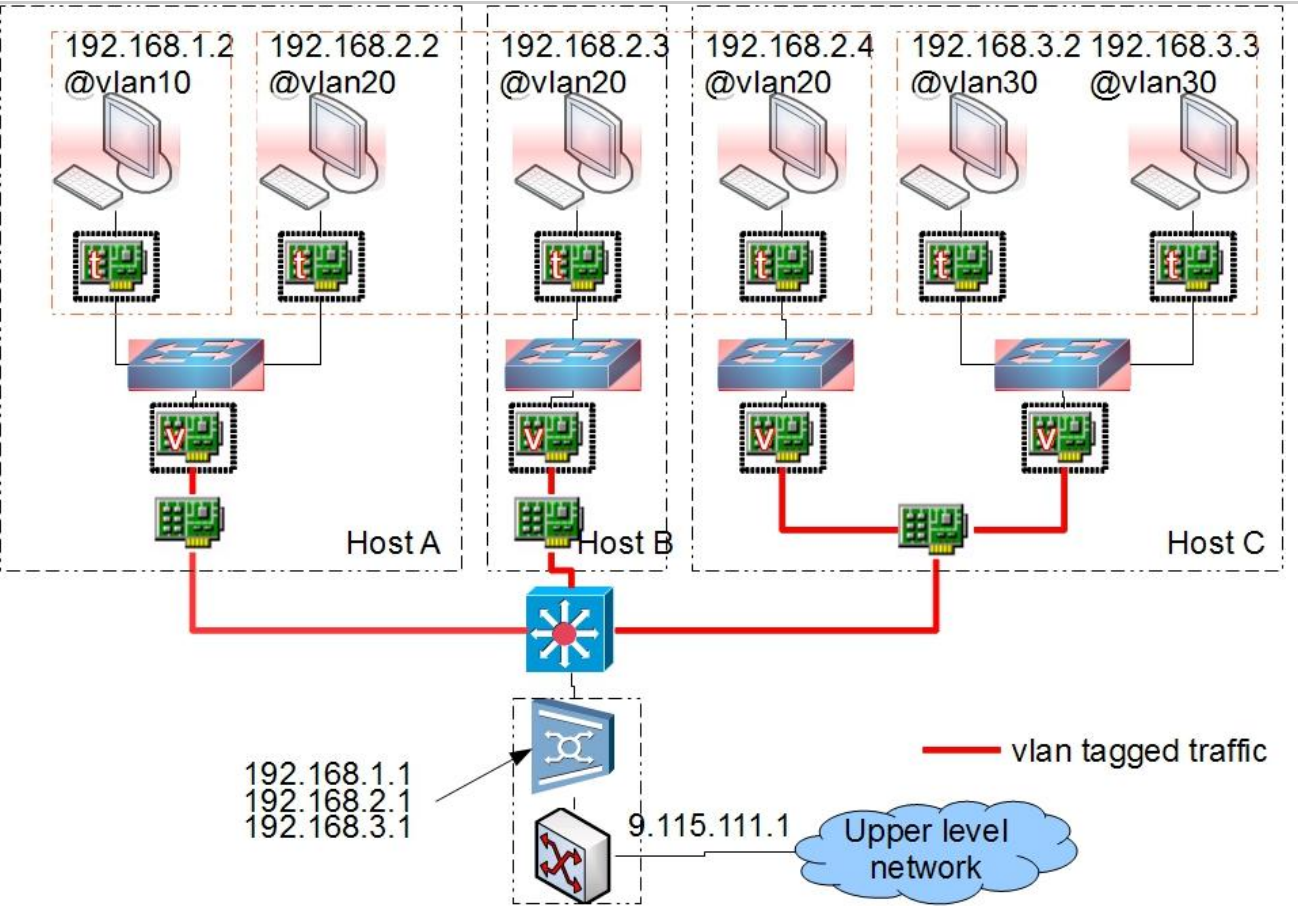 192.168.1.2
@vlan10
192.168.2.2
@vlan20
192.168.2.3
@vlan20
192.168.2.4
@vlan20
192.168.3.2
@vlan30
192.168.3.3
@vlan30
t
t
t
t
t
t
v
v
v
v
Host A
Host B
Host C
vlan tagged traffic
192.168.1.1
192.168.2.1
192.168.3.1
9.115.111.1
Upper level
network